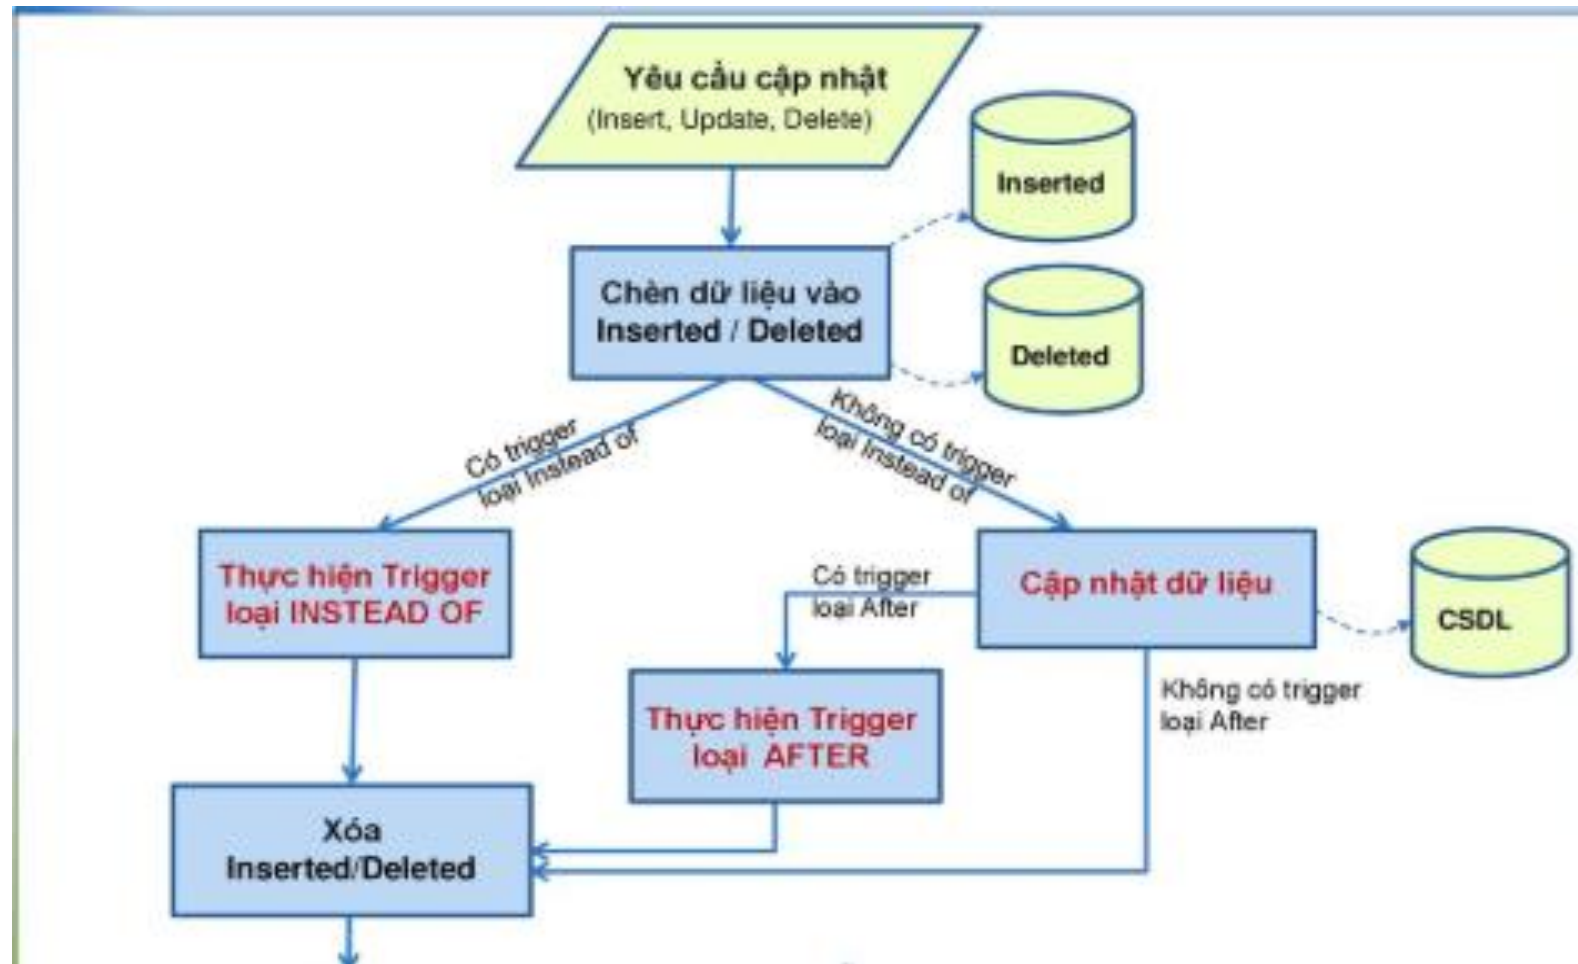 Yêu cầu cập nhật
(Insert, Update, Delete)
Inserted
Chèn dữ liệu vào
Inserted / Deleted
Deleted
Có trigger
loại Instead of
Không có trigger
loại Instead of
Thực hiện Trigger
loại INSTEAD OF
Có trigger
loại After
Cập nhật dữ liệu
CSDL
Thực hiện Trigger
loại AFTER
Không có trigger
loại After
Xóa
Inserted/Deleted